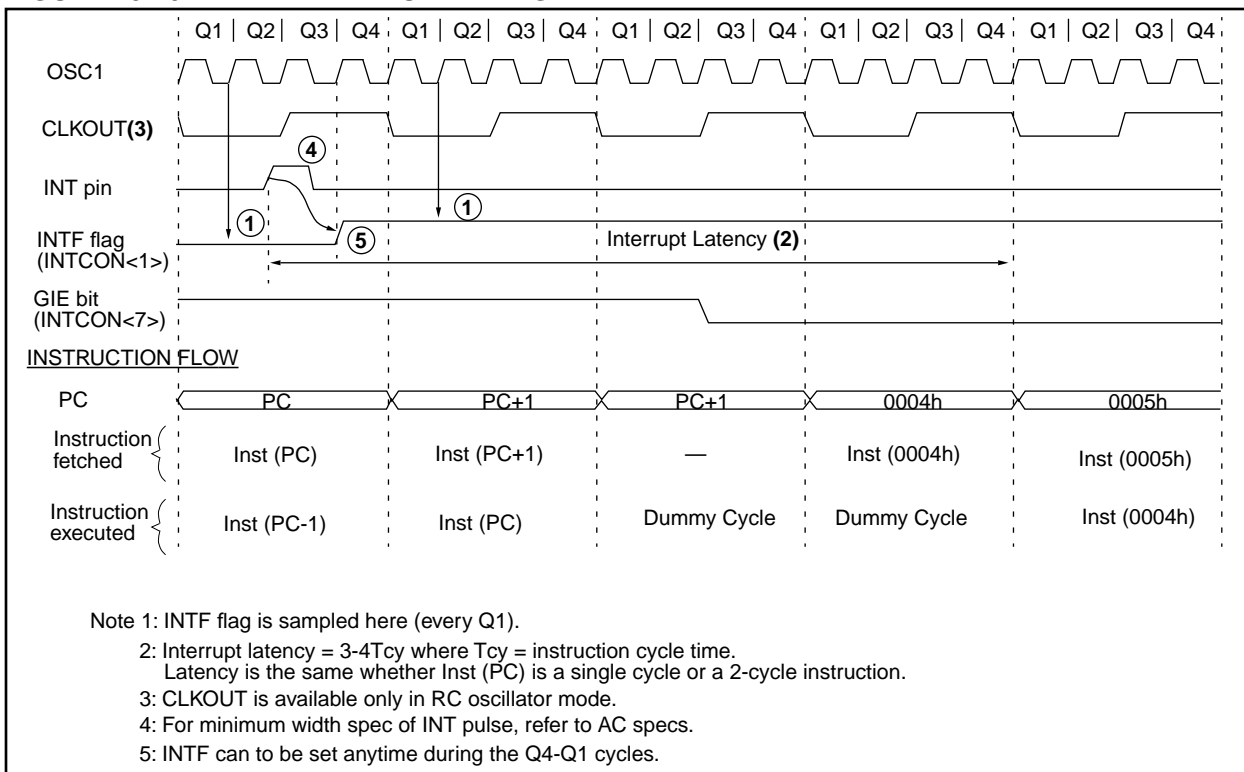 Q1 | Q2 | Q3 | Q4 Q1 | Q2 | Q3 | Q4 Q1 | Q2 | Q3 | Q4 Q1 | Q2 | Q3 | Q4 Q1 | Q2 | Q3 | Q4
OSC1
CLKOUT(3)
4
INT pin
1 1
5
INTF flag
(INTCON<1>)
Interrupt Latency (2)
GIE bit
(INTCON<7>)
INSTRUCTION FLOW
PC PC PC+1 PC+1 0004h 0005h
Instruction
fetched
Inst (PC) Inst (PC+1) — Inst (0004h) Inst (0005h)
Instruction
executed
Inst (PC-1) Inst (PC) Dummy Cycle Dummy Cycle Inst (0004h)
Note 1: INTF flag is sampled here (every Q1).
2: Interrupt latency = 3-4Tcy where Tcy = instruction cycle time.
Latency is the same whether Inst (PC) is a single cycle or a 2-cycle instruction.
3: CLKOUT is available only in RC oscillator mode.
4: For minimum width spec of INT pulse, refer to AC specs.
5: INTF can to be set anytime during the Q4-Q1 cycles.